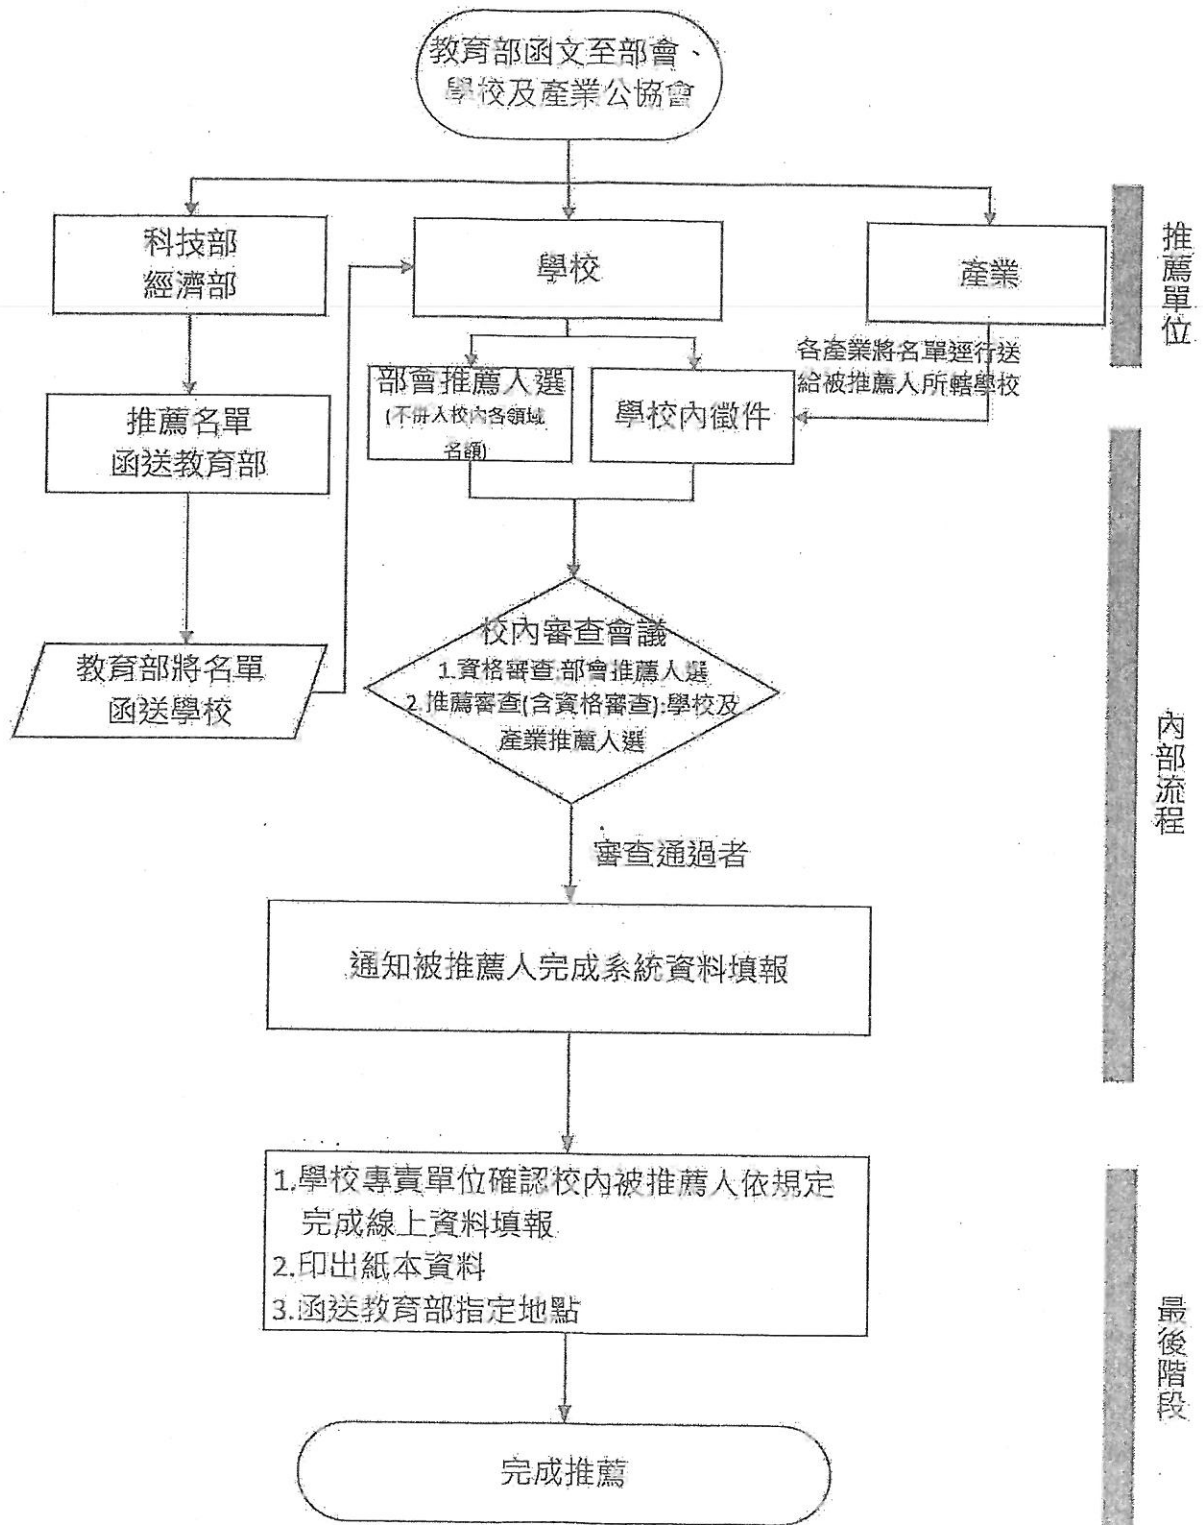 教育部函文至部會、
學校及產業公協會
科技部
經濟部
學校
產業
推薦單位
各產業將名單逕行送
給被推薦人所轄學校
推薦名單
函送教育部
部會推薦人選
(不併入校內各領域
名額)
學校內徵件
教育部將名單
函送學校
校內審查會議
1.資格審查:部會推薦人選
2.推薦審查(含資格審查):學校及
產業推薦人選
內部流程
審查通過者
通知被推薦人完成系統資料填報
1.學校專責單位確認校內被推薦人依規定
完成線上資料填報
2.印出紙本資料
3.函送教育部指定地點
最後階段
完成推薦